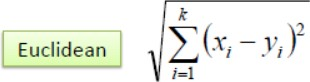 Euclidean √(∑_{i=1}^{k} (x_i − y_i)²)